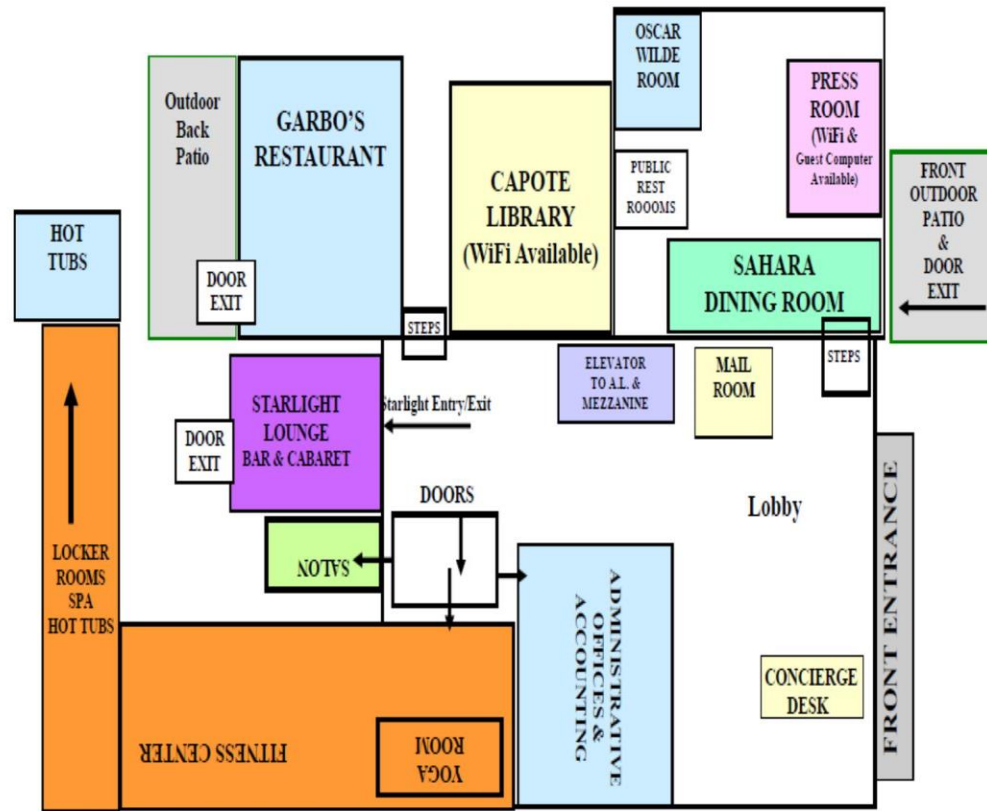 OSCAR
WILDE
ROOM
Outdoor
Back
Patio
GARBO'S
RESTAURANT
CAPOTE
LIBRARY
(WiFi Available)
PUBLIC
REST
ROOOMS
PRESS
ROOM
(WiFi &
Guest Computer
Available)
FRONT
OUTDOOR
PATIO
&
DOOR
EXIT
HOT
TUBS
DOOR
EXIT
SAHARA
DINING ROOM
STEPS
STEPS
ELEVATOR
TO A.L. &
MEZZANINE
MAIL
ROOM
STARLIGHT
LOUNGE
BAR & CABARET
Starlight Entry/Exit
DOOR
EXIT
DOORS
Lobby
LOCKER
ROOMS
SPA
HOT TUBS
SALON
ADMINISTRATIVE
OFFICES &
ACCOUNTING
FRONT ENTRANCE
CONCIERGE
DESK
FITNESS CENTER
YOGA
ROOM